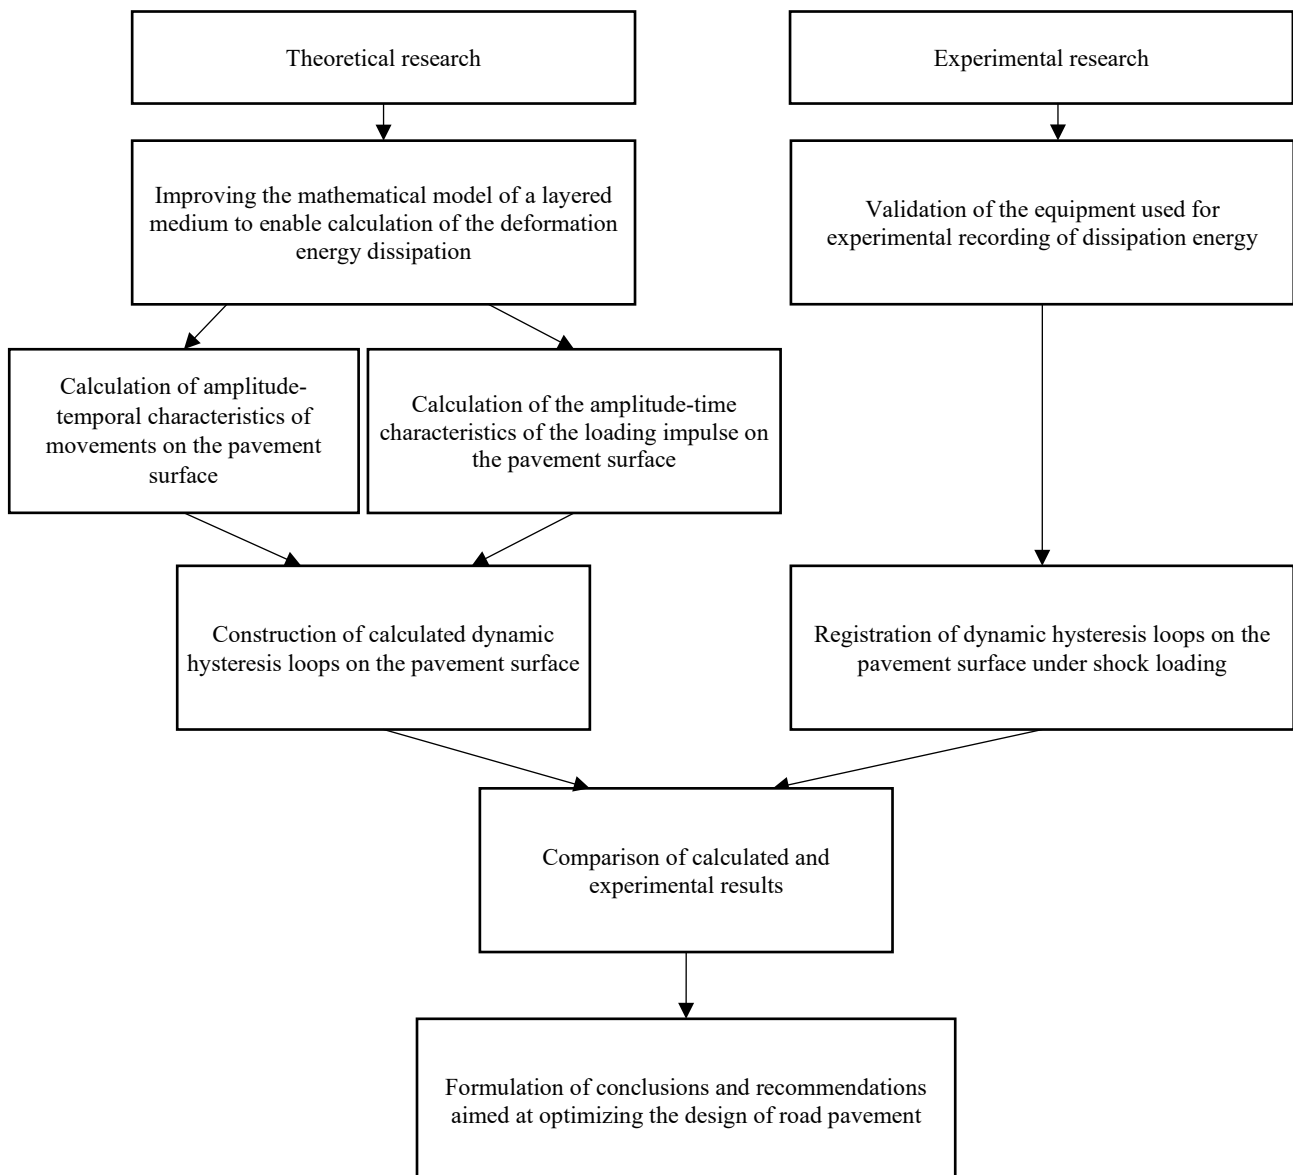 Theoretical research
Experimental research
Improving the mathematical model of a layered
medium to enable calculation of the deformation
energy dissipation
Validation of the equipment used for
experimental recording of dissipation energy
Calculation of amplitude-
temporal characteristics of
movements on the pavement
surface
Calculation of the amplitude-time
characteristics of the loading impulse on
the pavement surface
Construction of calculated dynamic
hysteresis loops on the pavement surface
Registration of dynamic hysteresis loops on the
pavement surface under shock loading
Comparison of calculated and
experimental results
Formulation of conclusions and recommendations
aimed at optimizing the design of road pavement